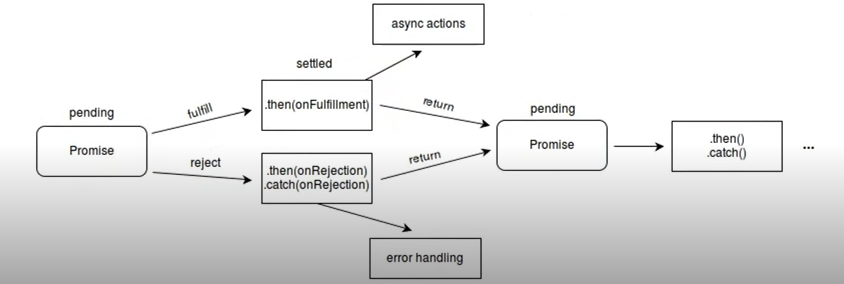 async actions
settled
.then(onFulfillment)
fulfill
return
pending
Promise
pending
Promise
reject
.then(onRejection)
.catch(onRejection)
return
.then()
.catch()
...
error handling